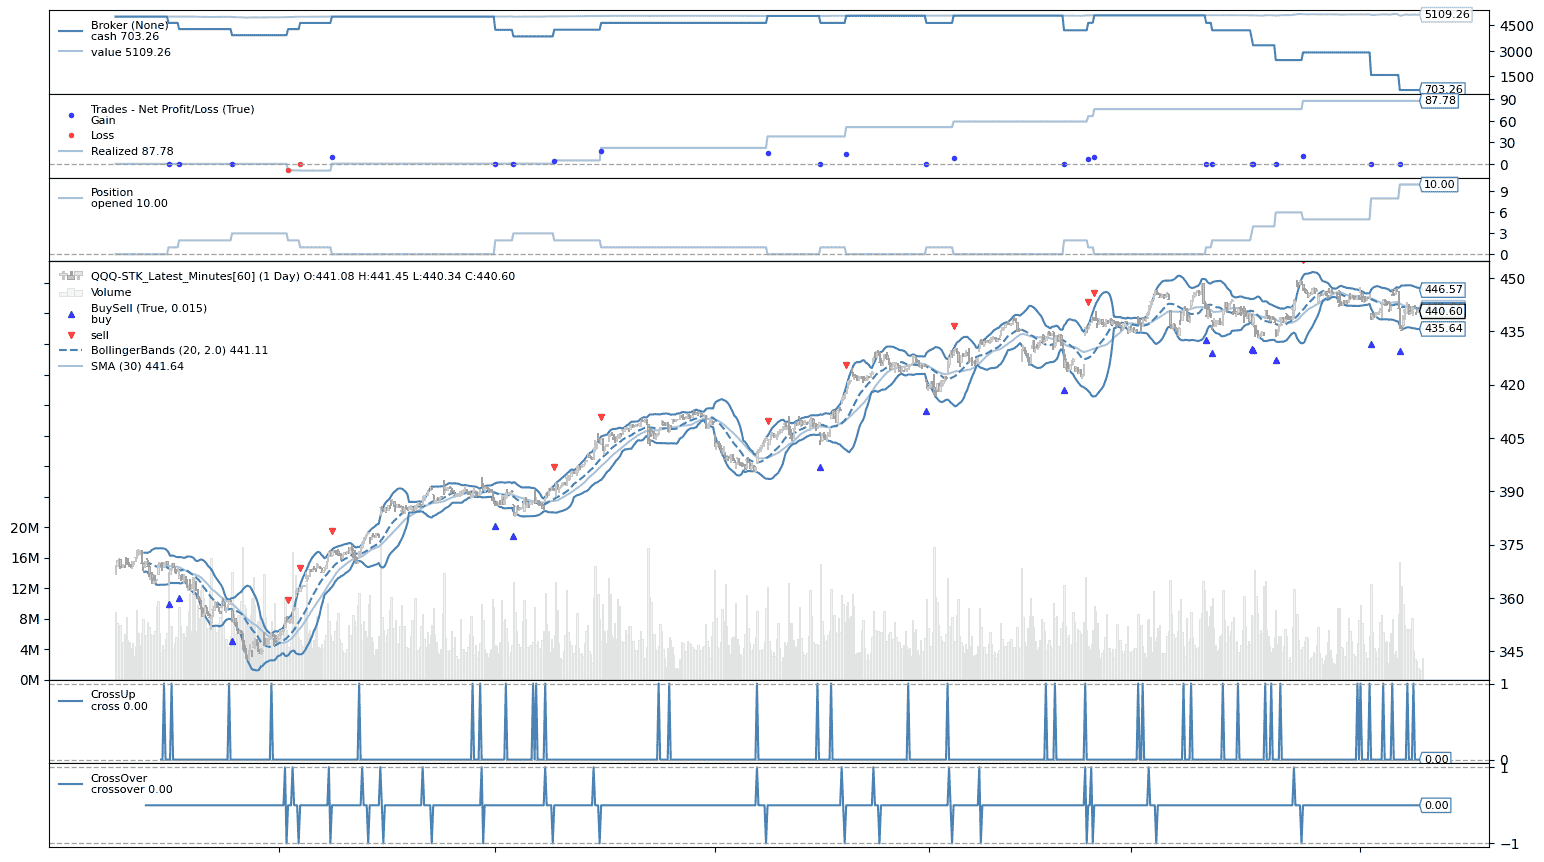 Broker (None)
cash 703.26
value 5109.26
5109.26
4500
3000
1500
703.26
Trades - Net Profit/Loss (True)
Gain
Loss
Realized 87.78
87.78
90
60
30
0
Position
opened 10.00
10.00
9
6
3
0
QQQ-STK_Latest_Minutes[60] (1 Day) O:441.08 H:441.45 L:440.34 C:440.60
Volume
BuySell (True, 0.015)
buy
sell
BollingerBands (20, 2.0) 441.11
SMA (30) 441.64
446.57
440.60
435.64
450
435
420
405
390
375
360
345
20M
16M
12M
8M
4M
0M
CrossUp
cross 0.00
1
0
0.00
CrossOver
crossover 0.00
1
0.00
−1